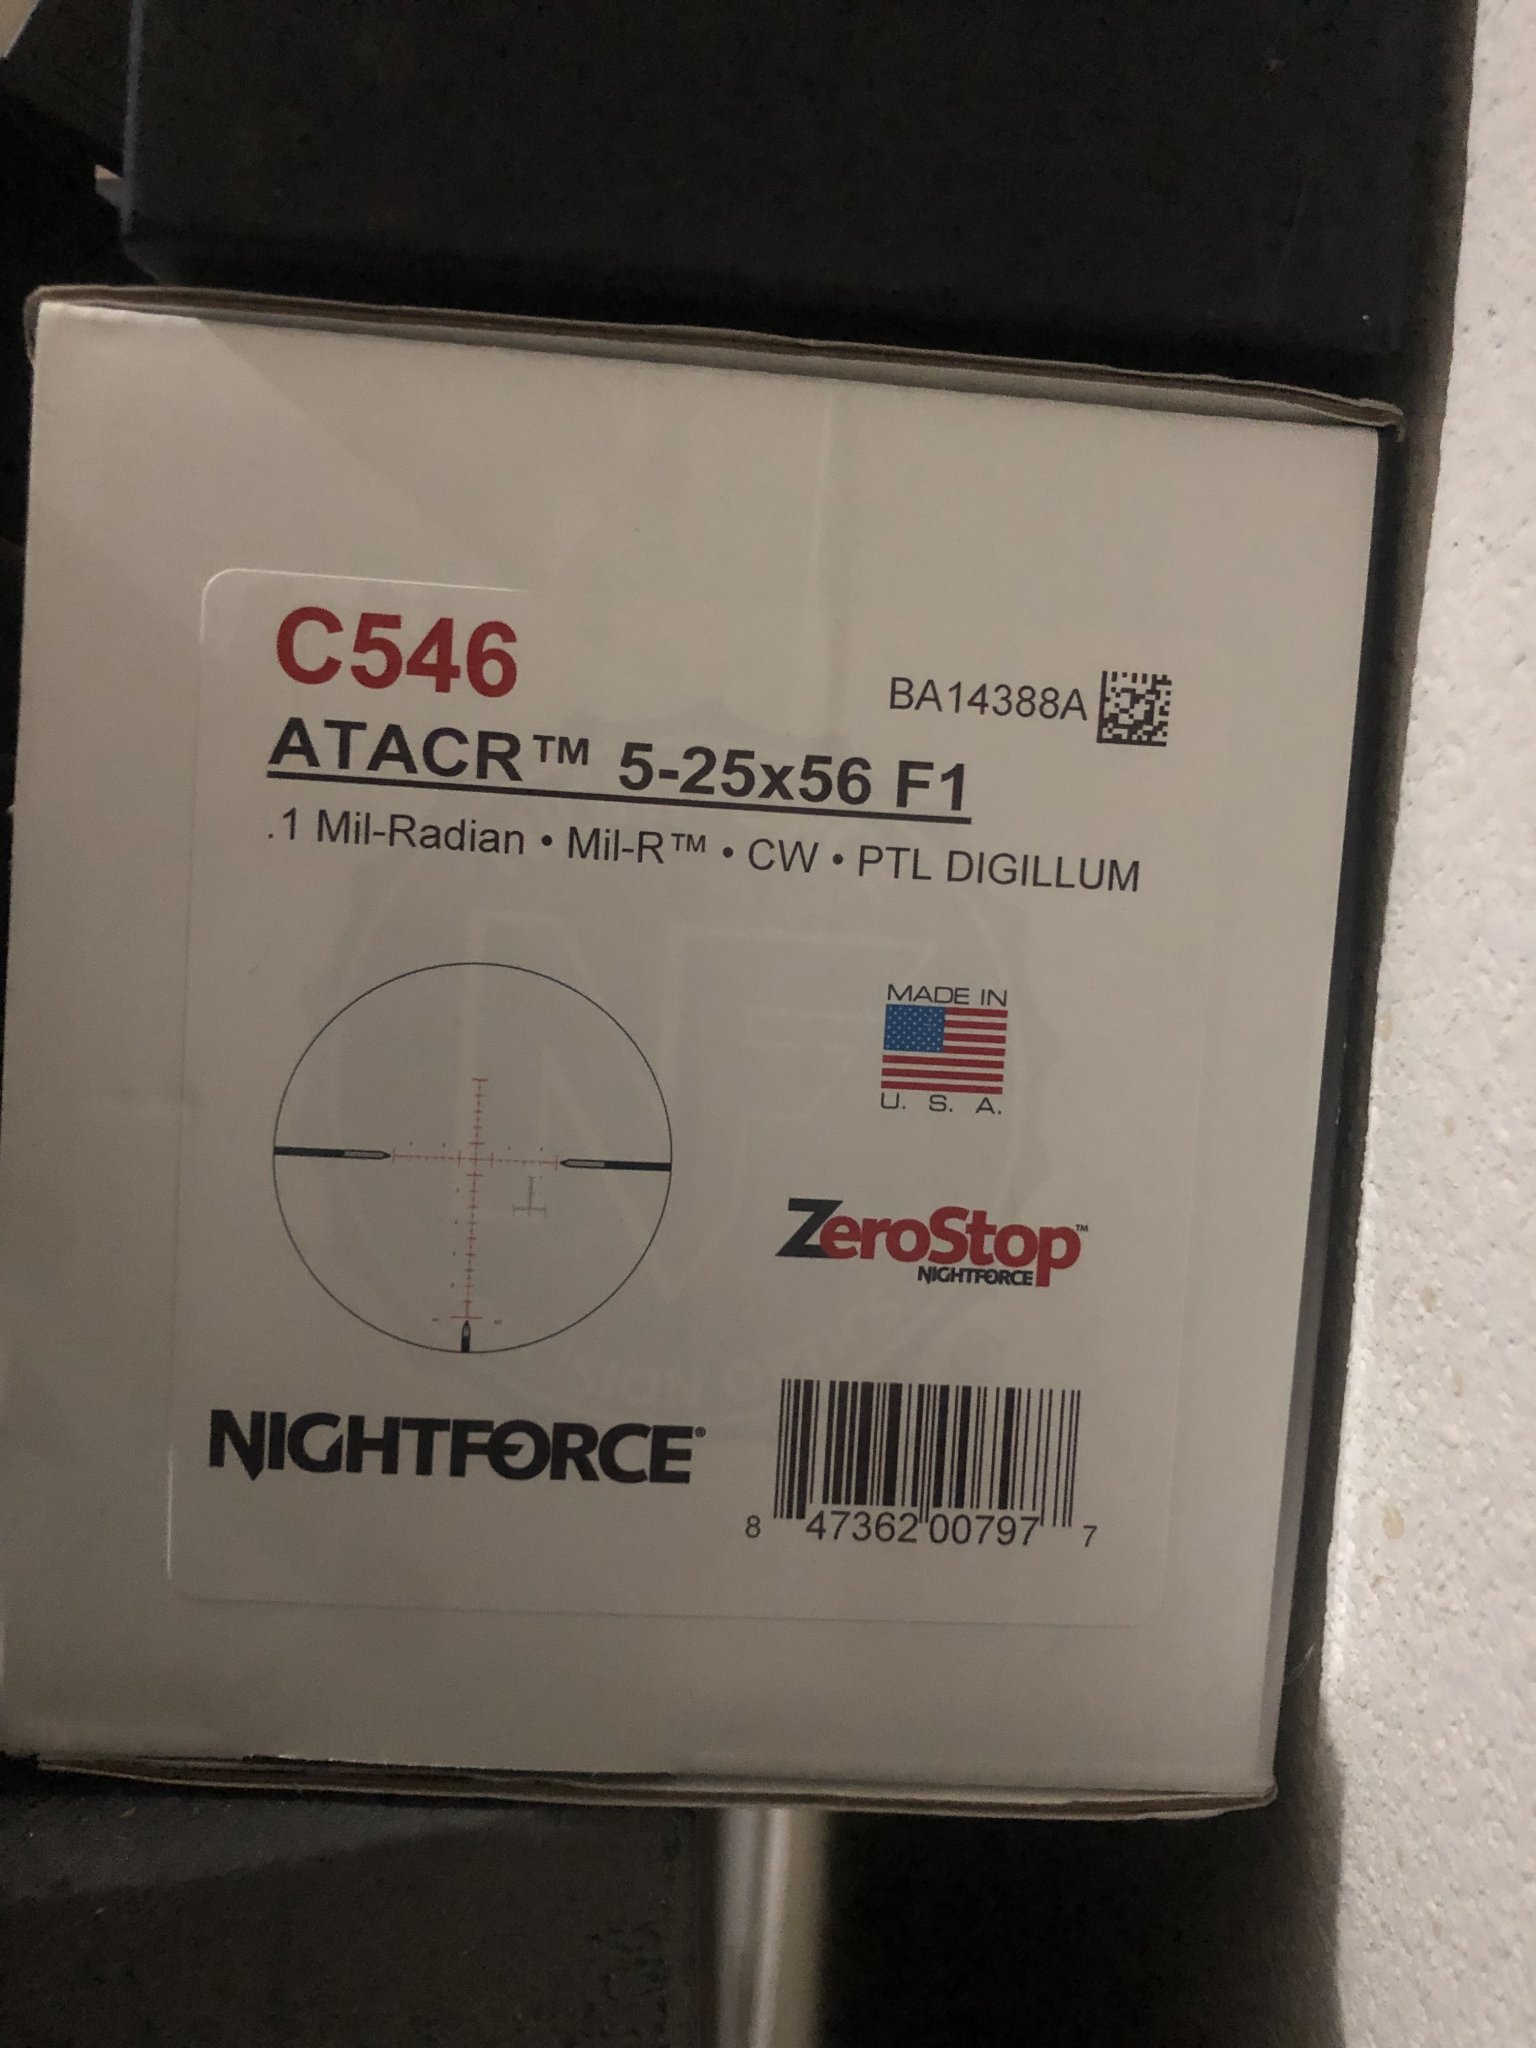 C546
BA14388A
ATACR™ 5-25x56 F1
.1 Mil-Radian • Mil-R™ • CW • PTL DIGILLUM
MADE IN
U. S. A.
ZeroStop™
NIGHTFORCE
NIGHTFORCE®
8 47362 00797 7